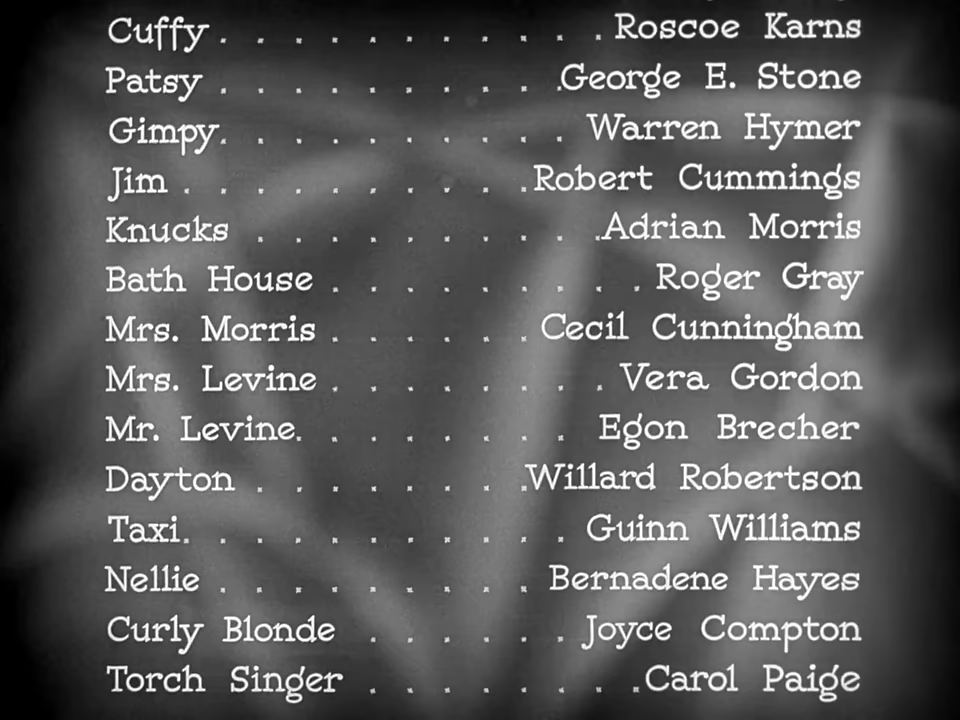 Cuffy . . . . . . . . . . . Roscoe Karns
Patsy . . . . . . . . . .George E. Stone
Gimpy. . . . . . . . . . Warren Hymer
Jim . . . . . . . . . .Robert Cummings
Knucks . . . . . . . . . .Adrian Morris
Bath House . . . . . . . . . Roger Gray
Mrs. Morris . . . . . . Cecil Cunningham
Mrs. Levine . . . . . . . . Vera Gordon
Mr. Levine. . . . . . . . Egon Brecher
Dayton . . . . . . . .Willard Robertson
Taxi. . . . . . . . . . . Guinn Williams
Nellie . . . . . . . . . Bernadene Hayes
Curly Blonde . . . . . . Joyce Compton
Torch Singer . . . . . . . .Carol Paige